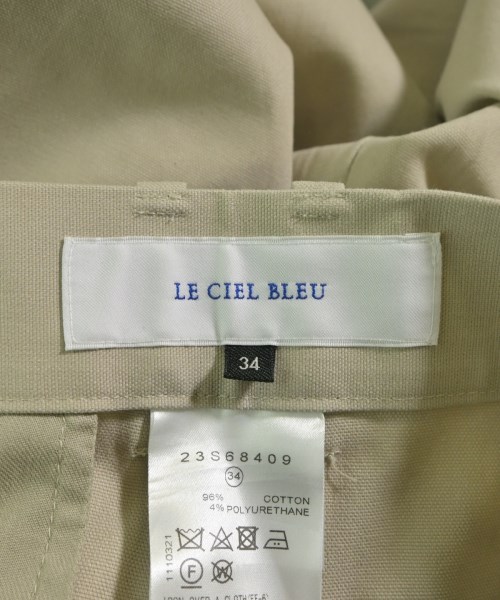 LE CIEL BLEU
34
23S68409
34
96% COTTON
4% POLYURETHANE
1110321
F W